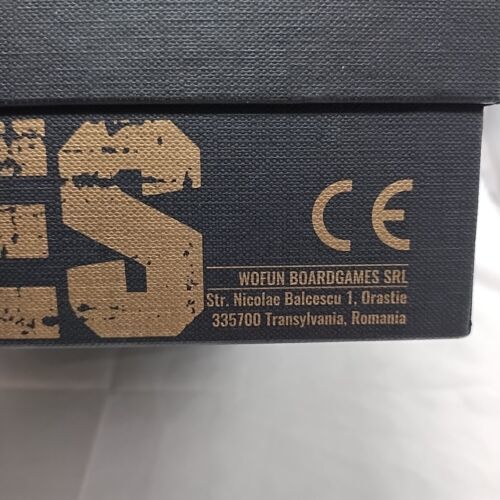 S
CE
WOFUN BOARDGAMES SRL
Str. Nicolae Balcescu 1, Orastie
335700 Transylvania, Romania